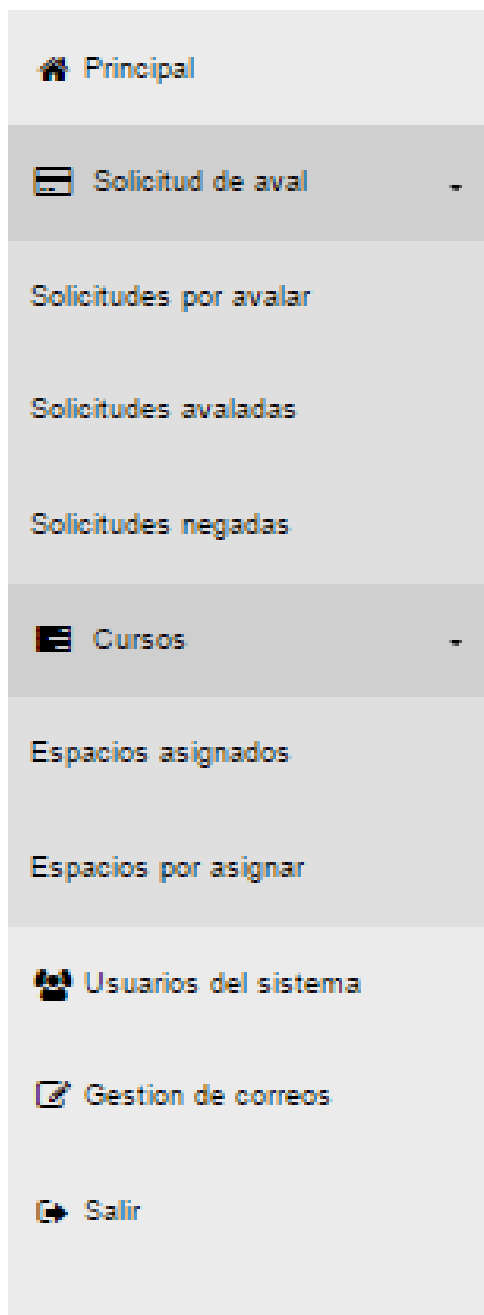 Principal
Solicitud de aval
Solicitudes por avalar
Solicitudes avaladas
Solicitudes negadas
Cursos
Espacios asignados
Espacios por asignar
Usuarios del sistema
Gestion de correos
Salir